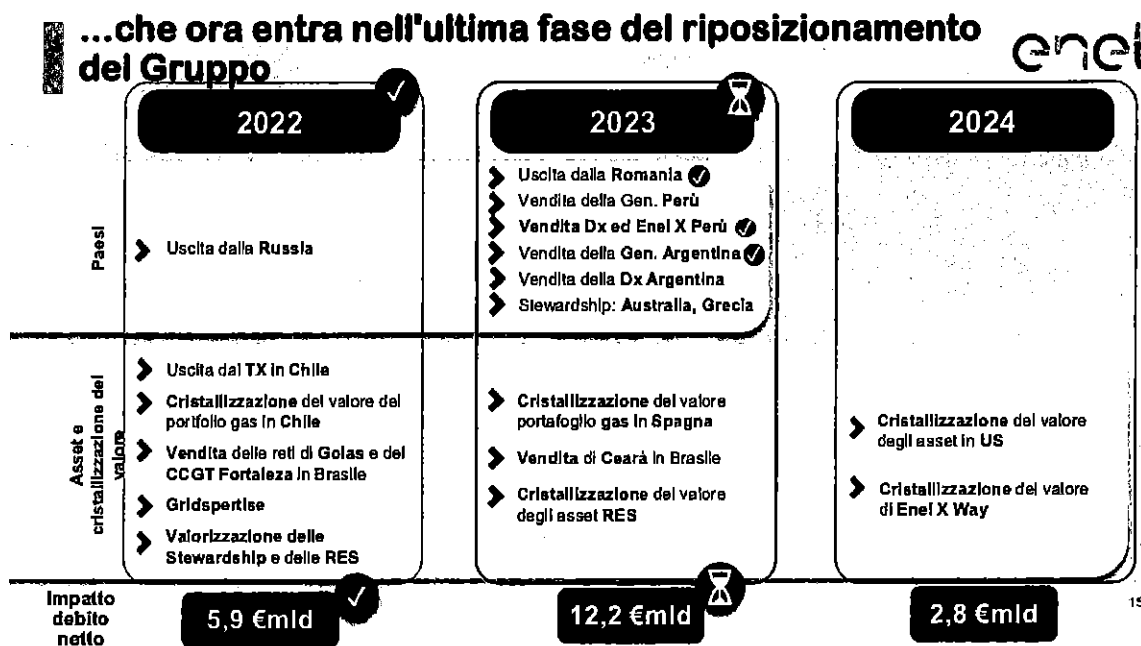 ...che ora entra nell'ultima fase del riposizionamento
del Gruppo
enel
2022
2023
2024
Paesi
Uscita dalla Russia
Uscita dalla Romania
Vendita della Gen. Perù
Vendita Dx ed Enel X Perù
Vendita della Gen. Argentina
Vendita della Dx Argentina
Stewardship: Australia, Grecia
Asset e
cristallizzazione del
valore
Uscita dal TX in Chile
Cristallizzazione del valore del
portfolio gas in Chile
Vendita delle reti di Goias e del
CCGT Fortaleza in Brasile
Gridspertise
Valorizzazione delle
Stewardship e delle RES
Cristallizzazione del valore
portafoglio gas in Spagna
Vendita di Ceará in Brasile
Cristallizzazione del valore
degli asset RES
Cristallizzazione del valore
degli asset in US
Cristallizzazione del valore
di Enel X Way
Impatto
debito
netto
5,9 €mld
12,2 €mld
2,8 €mld
15